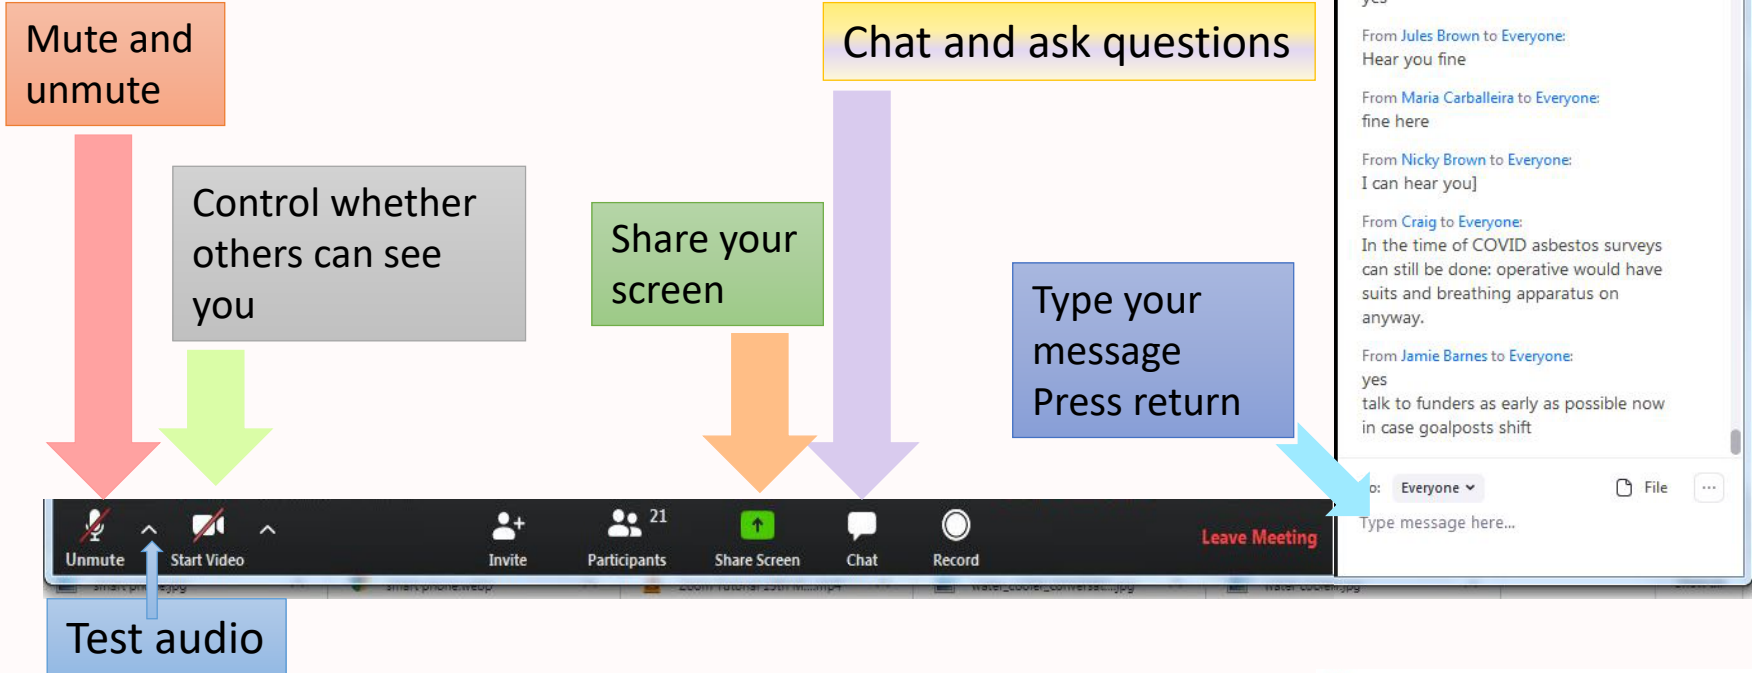 Mute and
unmute
Control whether
others can see
you
Share your
screen
Chat and ask questions
Type your
message
Press return
yes
From Jules Brown to Everyone:
Hear you fine
From Maria Carballeira to Everyone:
fine here
From Nicky Brown to Everyone:
I can hear you]
From Craig to Everyone:
In the time of COVID asbestos surveys
can still be done: operative would have
suits and breathing apparatus on
anyway.
From Jamie Barnes to Everyone:
yes
talk to funders as early as possible now
in case goalposts shift
Everyone
File
...
Type message here...
Unmute
Start Video
Invite
Participants
21
Share Screen
Chat
Record
Leave Meeting
Test audio